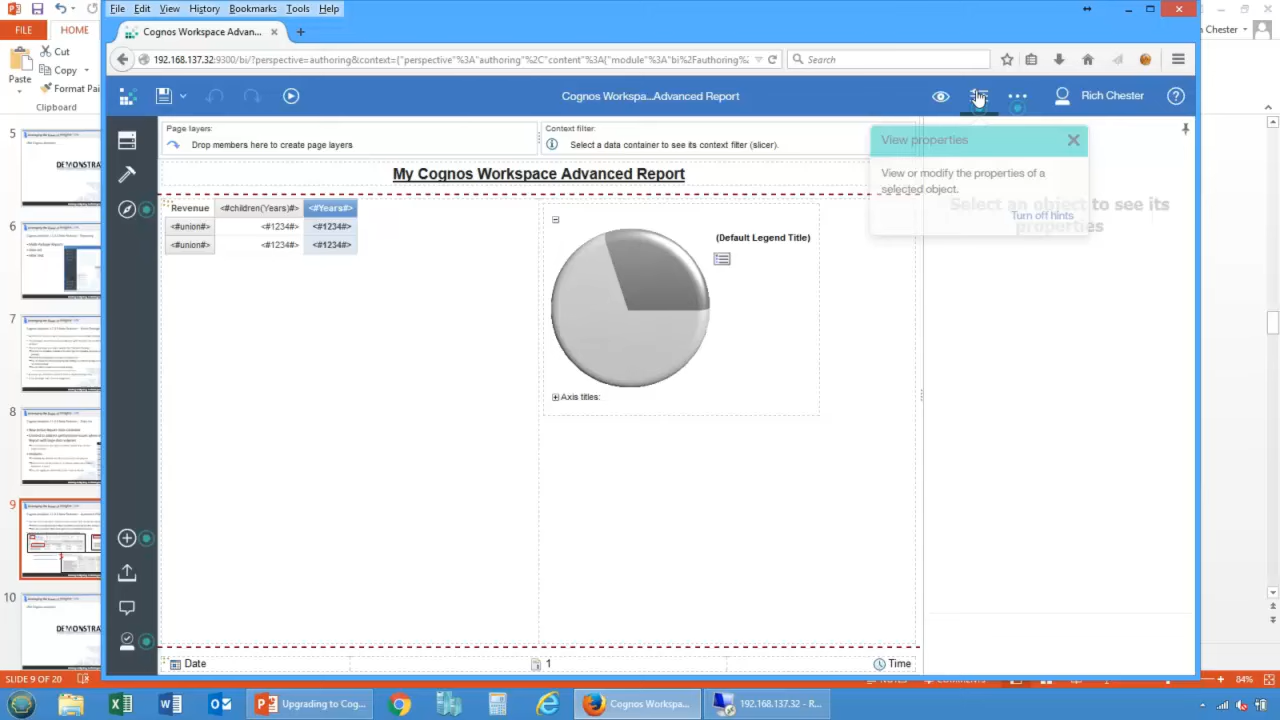 File Edit View History Bookmarks Tools Help
FILE HOME
Chester
Cognos Workspace Advan...
Cut
Copy
Format Pa
Paste
Clipboard
192.168.137.32:9300/bi/?perspective=authoring&context={"perspective"%3A"authoring"%2C"content"%3A{"module"%3A"bi%2Fauthoring%
Search
Cognos Workspa...Advanced Report
Rich Chester
Page layers:
Drop members here to create page layers
Context filter:
Select a data container to see its context filter (slicer).
View properties
View or modify the properties of a
selected object.
Turn off hints
Select object to see its
properties
My Cognos Workspace Advanced Report
Revenue <#children(Years)#> <#Years#>
<#union#> <#1234#> <#1234#>
<#union#> <#1234#> <#1234#>
(Default Legend Title)
Axis titles:
Date
1
Time
5
DEMONSTRA
6
7
8
9
10
DEMONSTRA
SLIDE 9 OF 20
NOTES COMMENTS
84%
Upgrading to Cog...
Cognos Workspa...
192.168.137.32 - R...